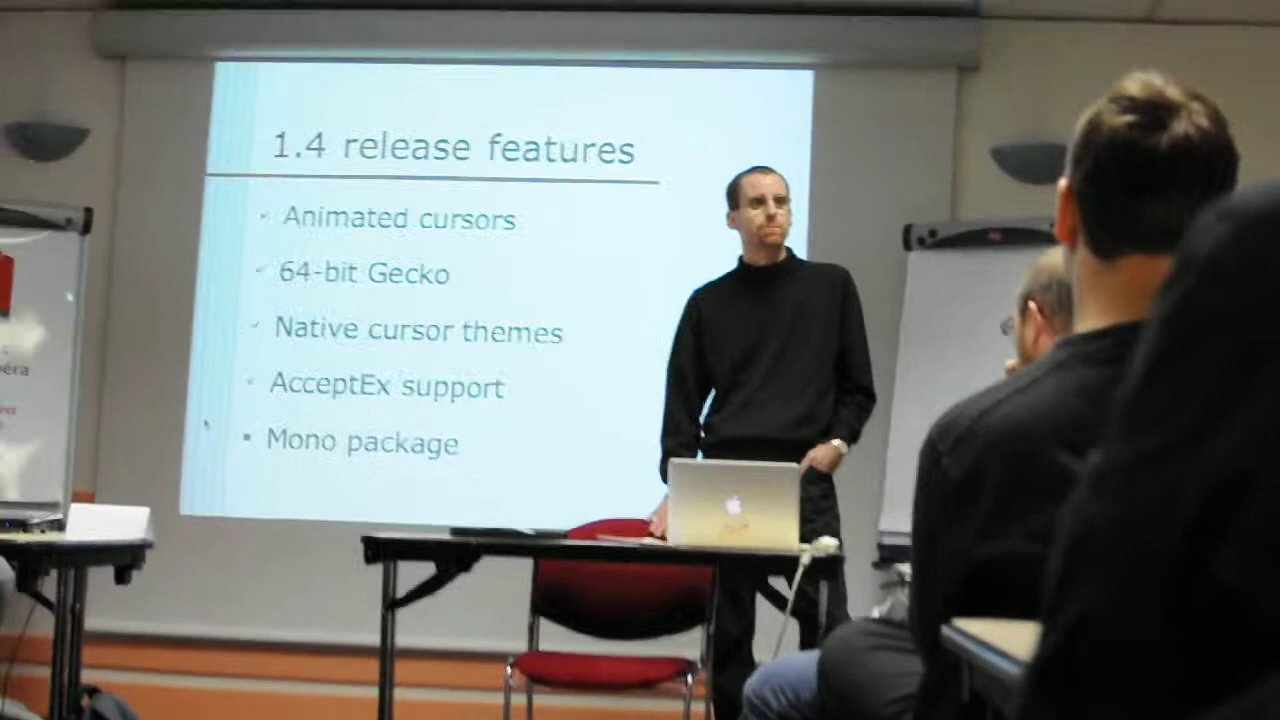 1.4 release features
Animated cursors
64-bit Gecko
Native cursor themes
AcceptEx support
Mono package